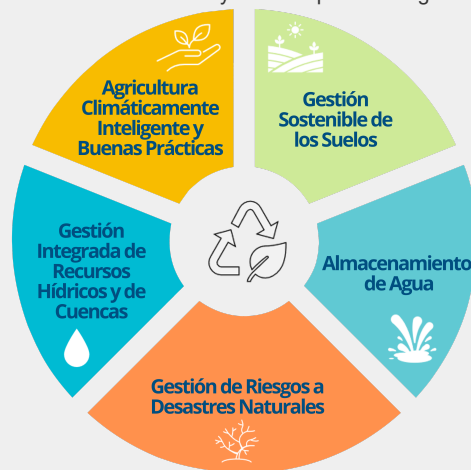 Agricultura
Climáticamente
Inteligente y
Buenas Prácticas
Gestión
Sostenible de
los Suelos
Gestión
Integrada de
Recursos
Hídricos y de
Cuencas
Almacenamiento
de Agua
Gestión de Riesgos a
Desastres Naturales